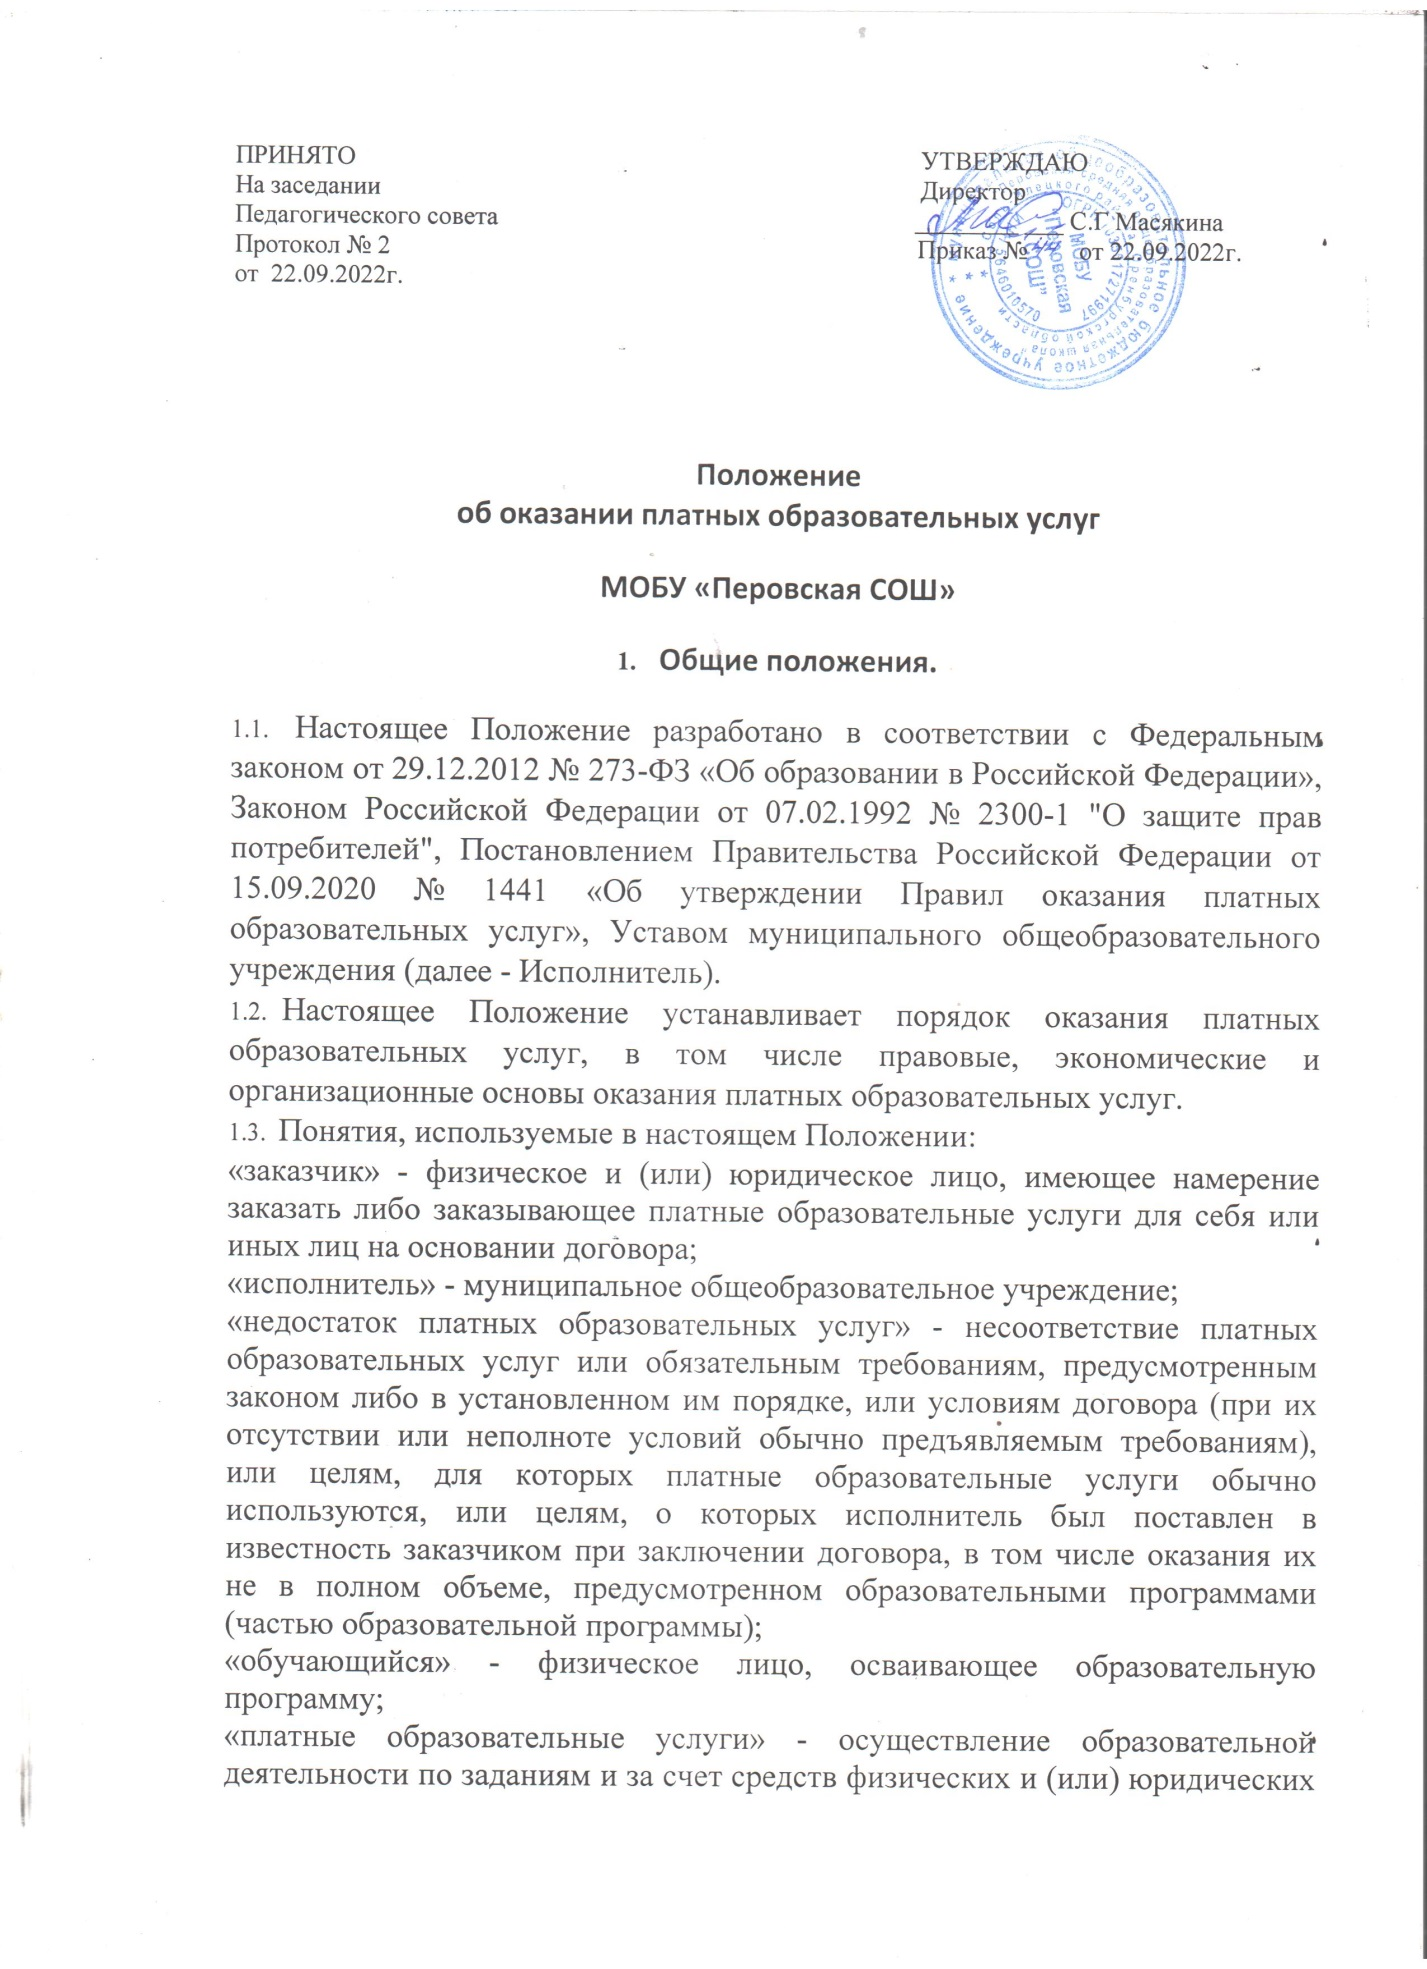 ПРИНЯТО
На заседании
Педагогического совета
Протокол № 2
от 22.09.2022г.
УТВЕРЖДАЮ
Директор
С.Г Масякина
Приказ № от 22.09.2022г.
МОБУ
"Перовская
СОШ"
5646010570
Положение
об оказании платных образовательных услуг
МОБУ «Перовская СОШ»
1. Общие положения.
1.1. Настоящее Положение разработано в соответствии с Федеральным
законом от 29.12.2012 № 273-ФЗ «Об образовании в Российской Федерации»,
Законом Российской Федерации от 07.02.1992 № 2300-1 "О защите прав
потребителей", Постановлением Правительства Российской Федерации от
15.09.2020 № 1441 «Об утверждении Правил оказания платных
образовательных услуг», Уставом муниципального общеобразовательного
учреждения (далее - Исполнитель).
1.2. Настоящее Положение устанавливает порядок оказания платных
образовательных услуг, в том числе правовые, экономические и
организационные основы оказания платных образовательных услуг.
1.3. Понятия, используемые в настоящем Положении:
«заказчик» - физическое и (или) юридическое лицо, имеющее намерение
заказать либо заказывающее платные образовательные услуги для себя или
иных лиц на основании договора;
«исполнитель» - муниципальное общеобразовательное учреждение;
«недостаток платных образовательных услуг» - несоответствие платных
образовательных услуг или обязательным требованиям, предусмотренным
законом либо в установленном им порядке, или условиям договора (при их
отсутствии или неполноте условий обычно предъявляемым требованиям),
или целям, для которых платные образовательные услуги обычно
используются, или целям, о которых исполнитель был поставлен в
известность заказчиком при заключении договора, в том числе оказания их
не в полном объеме, предусмотренном образовательными программами
(частью образовательной программы);
«обучающийся» - физическое лицо, осваивающее образовательную
программу;
«платные образовательные услуги» - осуществление образовательной
деятельности по заданиям и за счет средств физических и (или) юридических